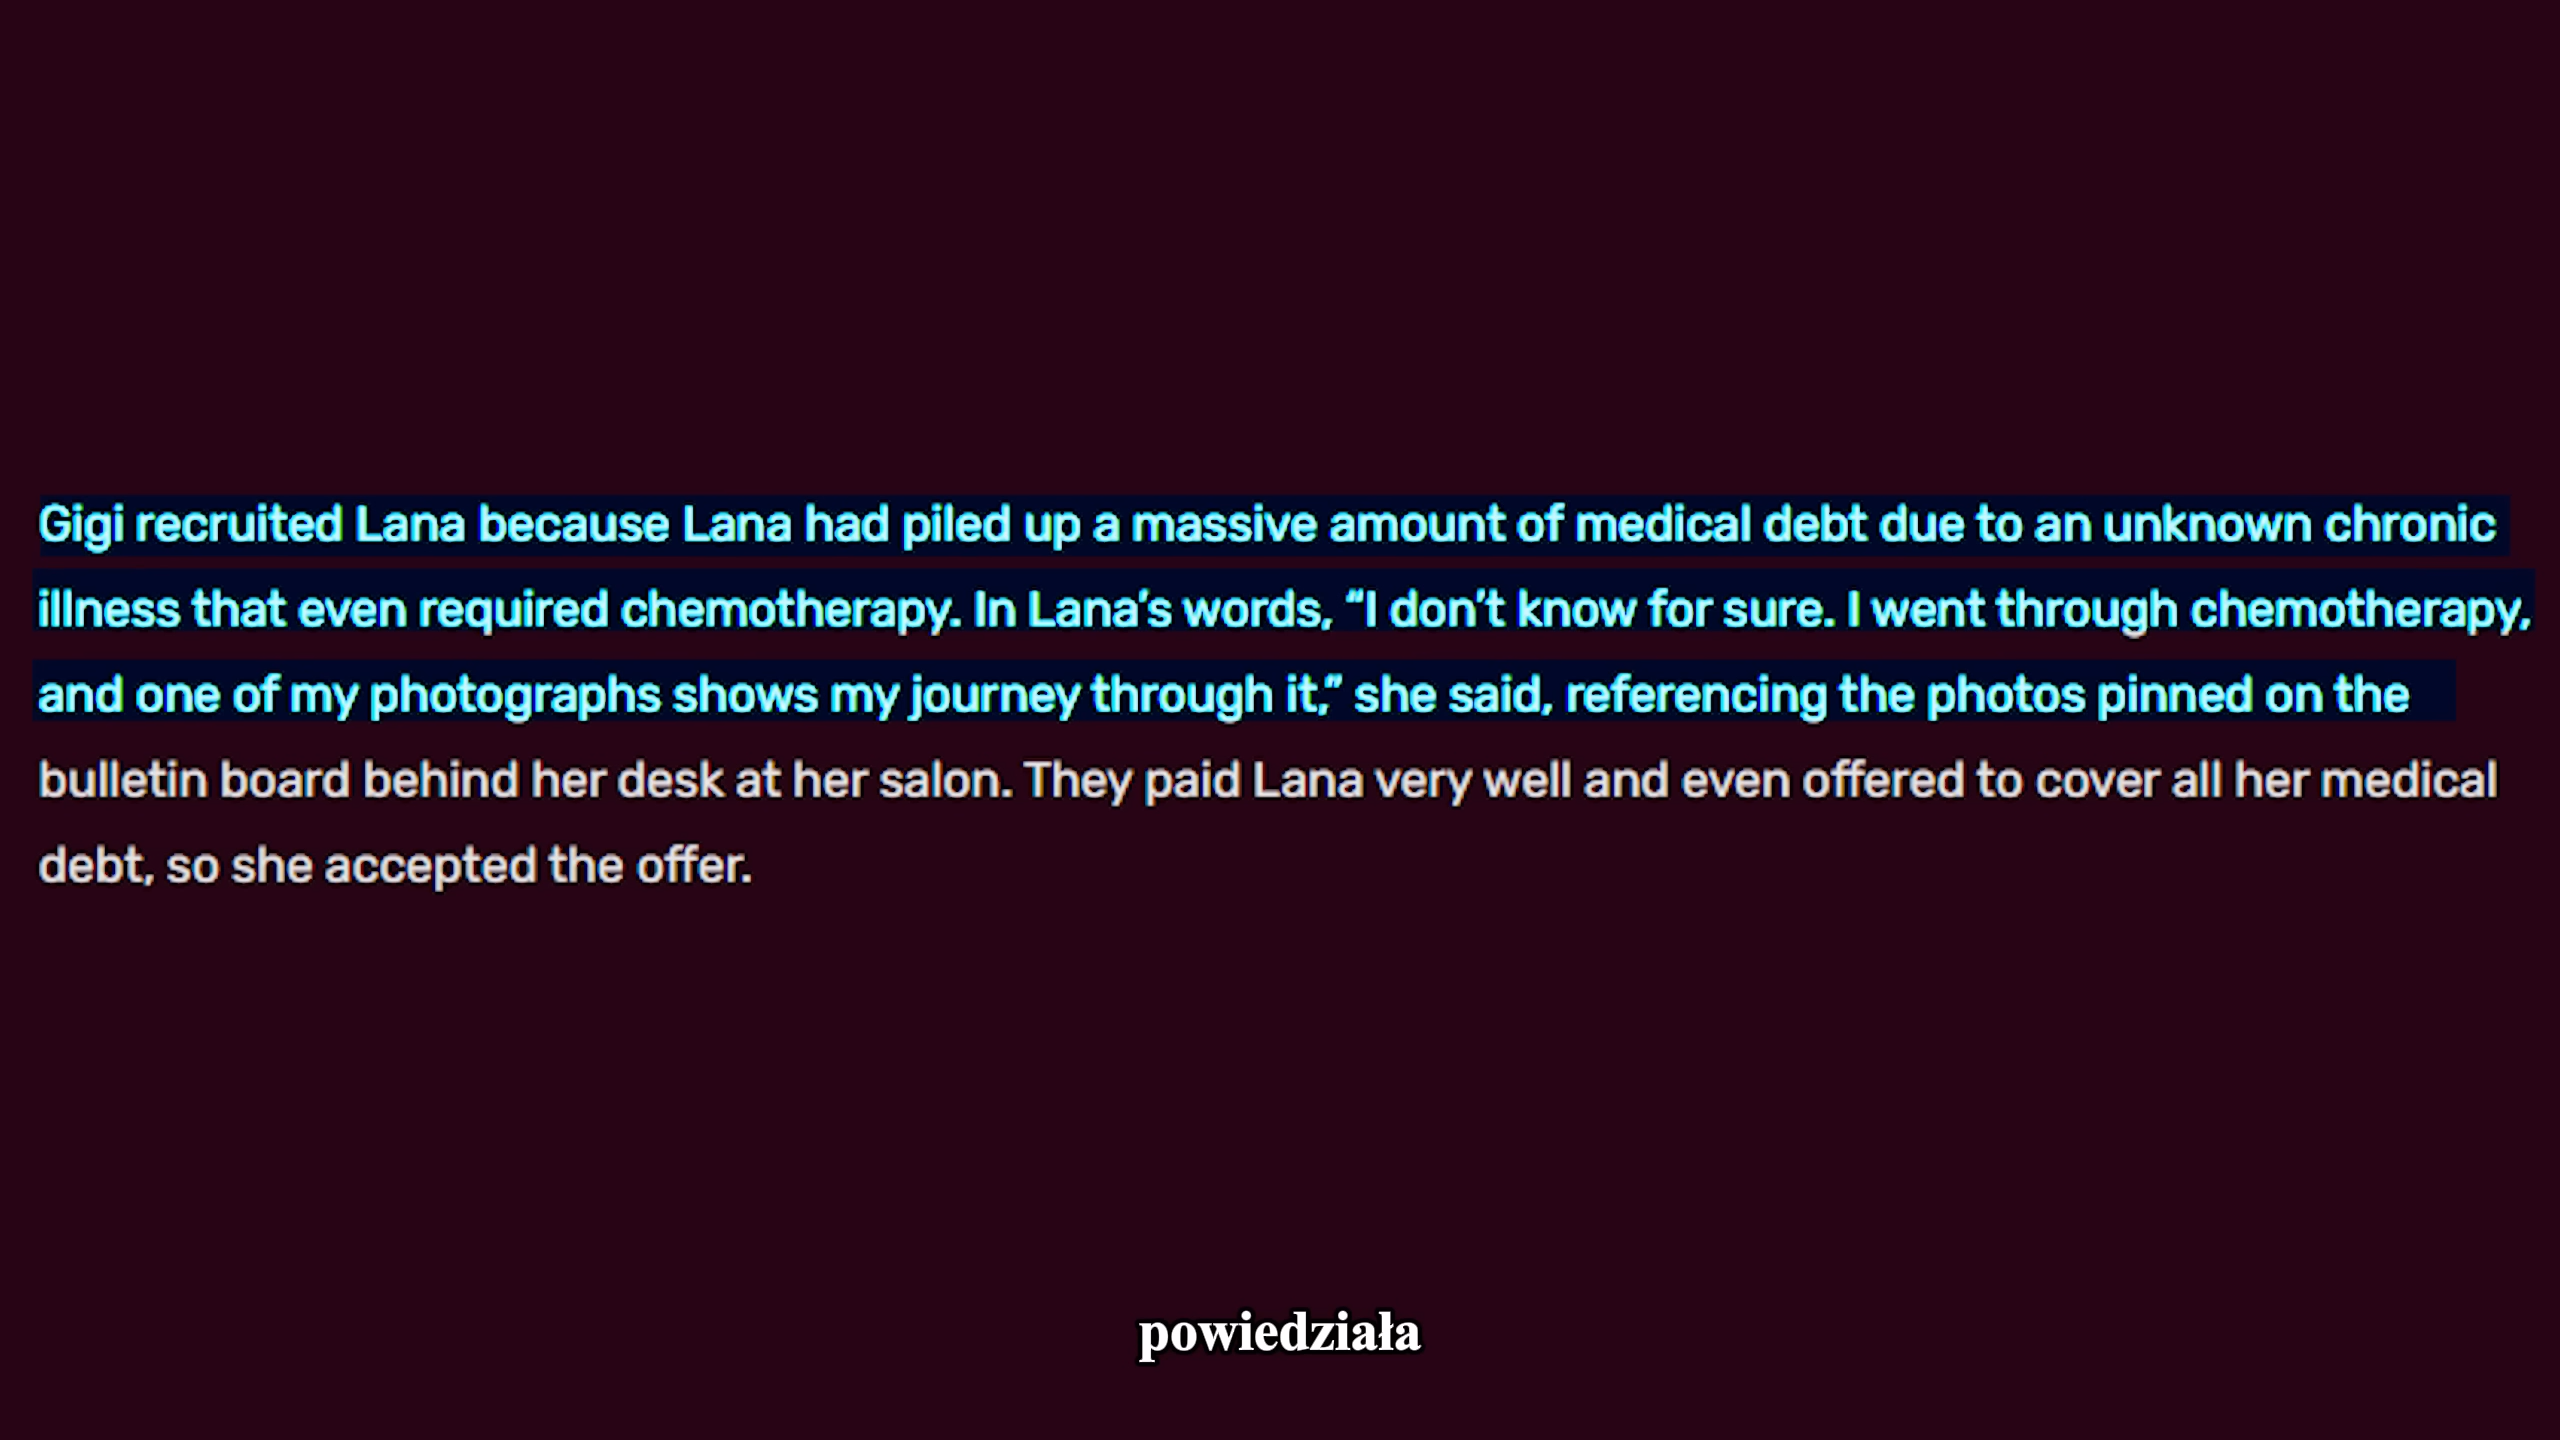 Gigi recruited Lana because Lana had piled up a massive amount of medical debt due to an unknown chronic
illness that even required chemotherapy. In Lana’s words, “I don’t know for sure. I went through chemotherapy,
and one of my photographs shows my journey through it,” she said, referencing the photos pinned on the
bulletin board behind her desk at her salon. They paid Lana very well and even offered to cover all her medical
debt, so she accepted the offer.
powiedziała